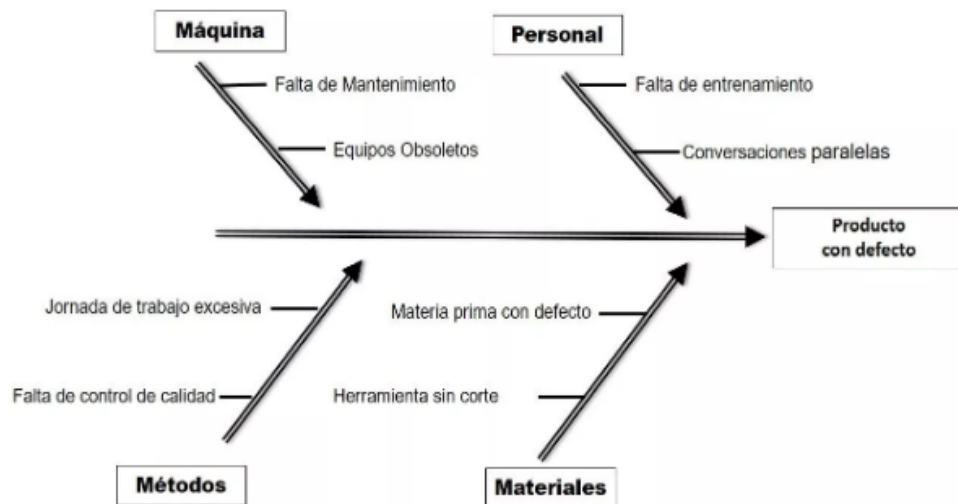 Máquina
Personal
Falta de Mantenimiento
Falta de entrenamiento
Equipos Obsoletos
Conversaciones paralelas
Producto
con defecto
Jornada de trabajo excesiva
Materia prima con defecto
Falta de control de calidad
Herramienta sin corte
Métodos
Materiales